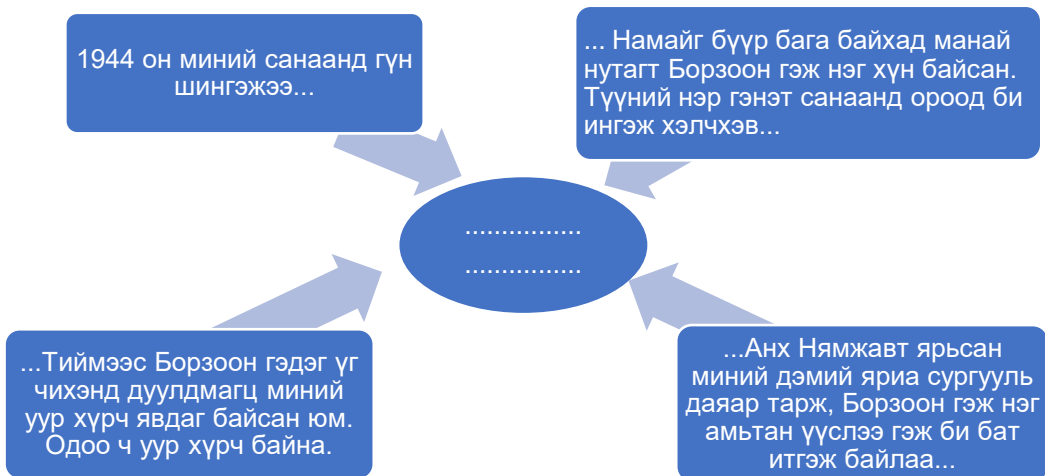 1944 он миний санаанд гүн
шингэжээ...
... Намайг бүүр бага байхад манай
нутагт Борзоон гэж нэг хүн байсан.
Түүний нэр гэнэт санаанд ороод би
ингэж хэлчхэв...
................
................
...Тиймээс Борзоон гэдэг үг
чихэнд дуулдмагц миний
уур хүрч явдаг байсан юм.
Одоо ч уур хүрч байна.
...Анх Нямжавт ярьсан
миний дэмий яриа сургууль
даяар тарж, Борзоон гэж нэг
амьтан үүслээ гэж би бат
итгэж байлаа...